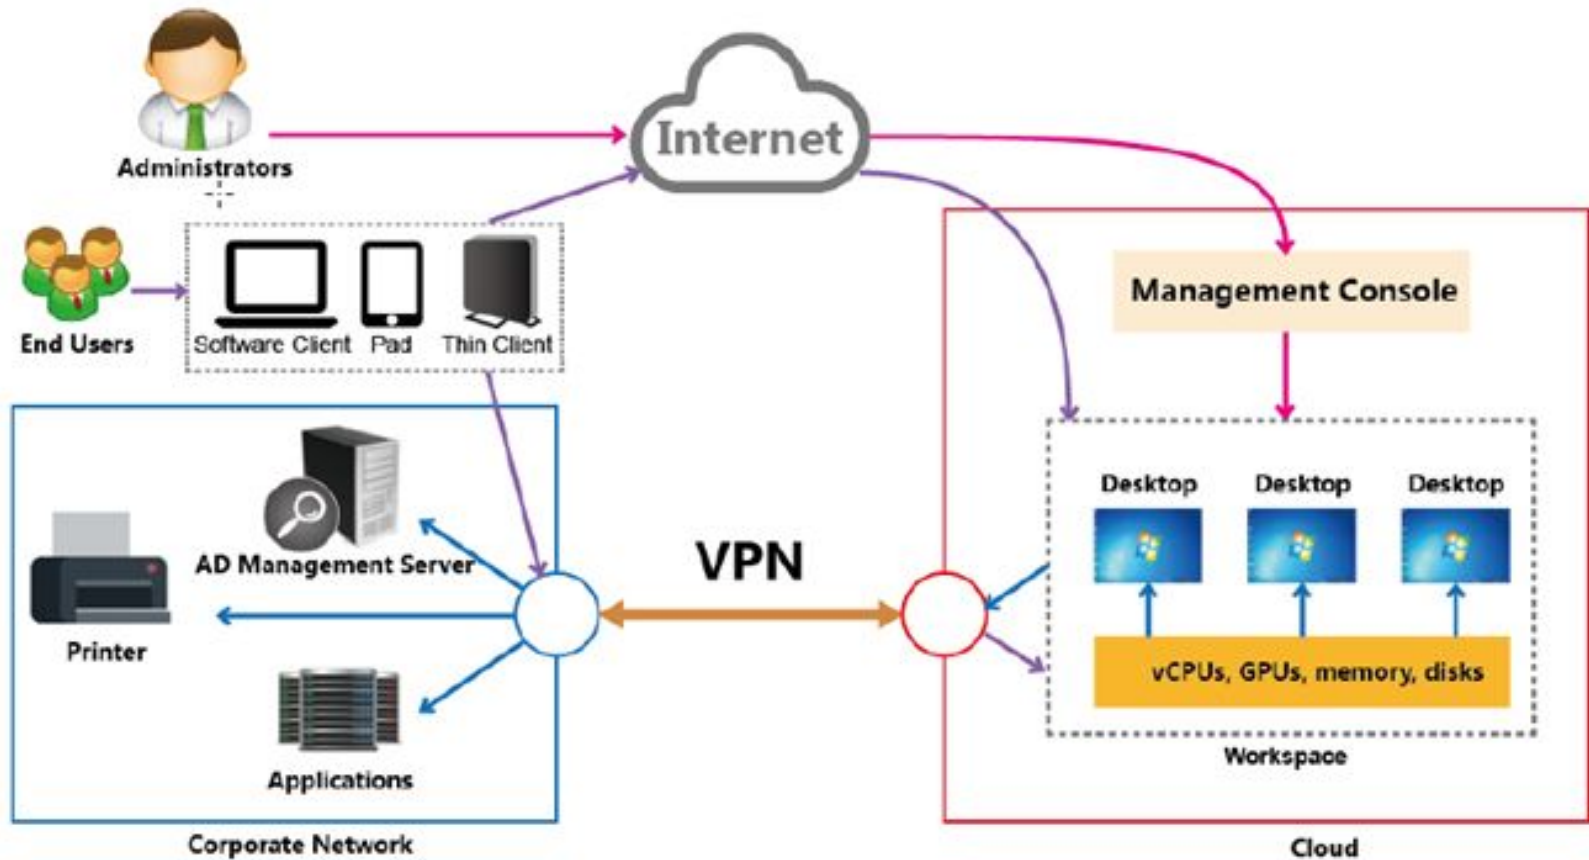 Internet
Administrators
End Users
Software Client
Pad
Thin Client
Management Console
Desktop
Desktop
Desktop
AD Management Server
VPN
Printer
vCPUs, GPUs, memory, disks
Workspace
Applications
Corporate Network
Cloud